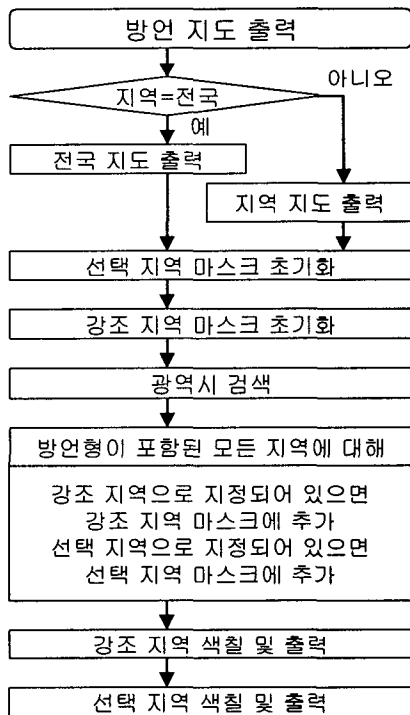 방언 지도 출력
지역=전국
아니오
예
전국 지도 출력
지역 지도 출력
선택 지역 마스크 초기화
강조 지역 마스크 초기화
광역시 검색
방언형이 포함된 모든 지역에 대해
강조 지역으로 지정되어 있으면
강조 지역 마스크에 추가
선택 지역으로 지정되어 있으면
선택 지역 마스크에 추가
강조 지역 색칠 및 출력
선택 지역 색칠 및 출력